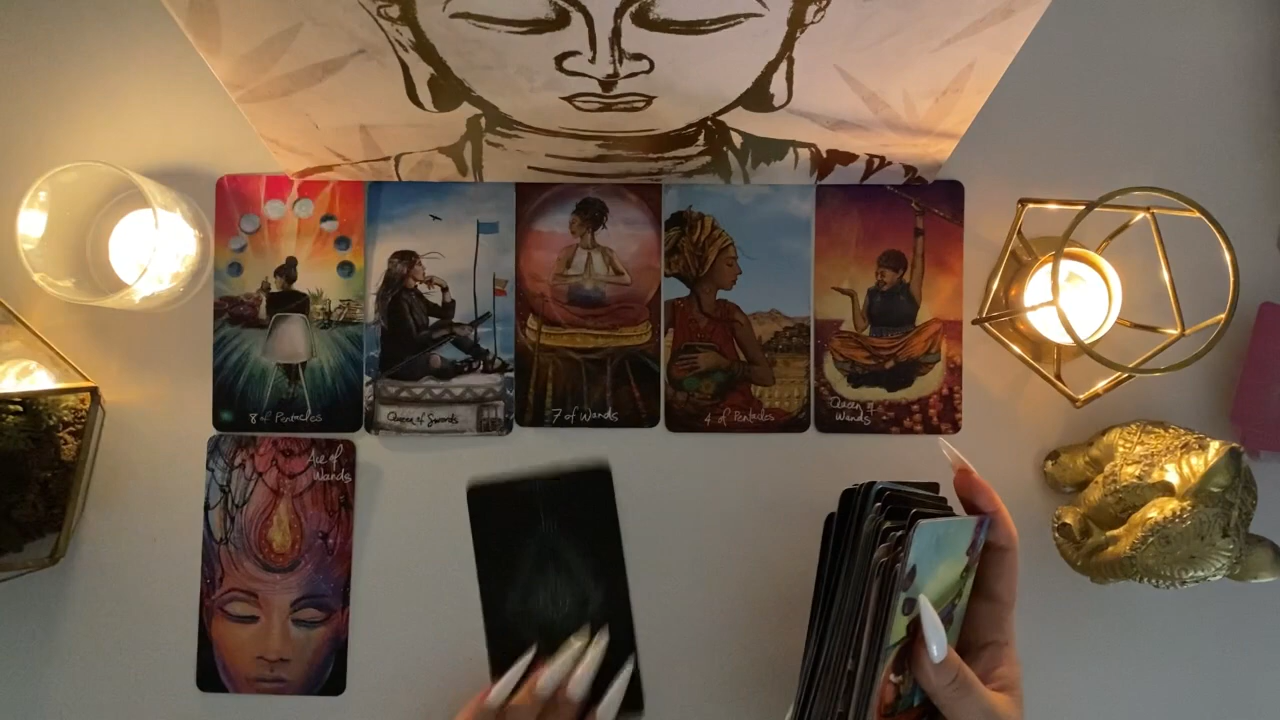 8 of Pentacles
Queen of Swords
7 of Wands
4 of Pentacles
Queen of
Wands
Ace of
Wands